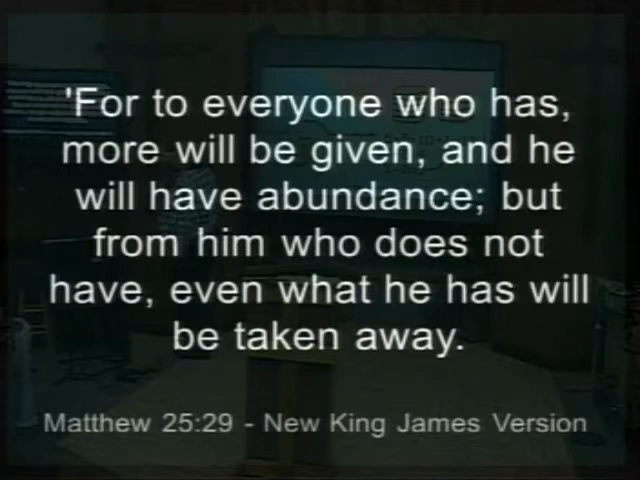 'For to everyone who has,
more will be given, and he
will have abundance; but
from him who does not
have, even what he has will
be taken away.
Matthew 25:29 - New King James Version